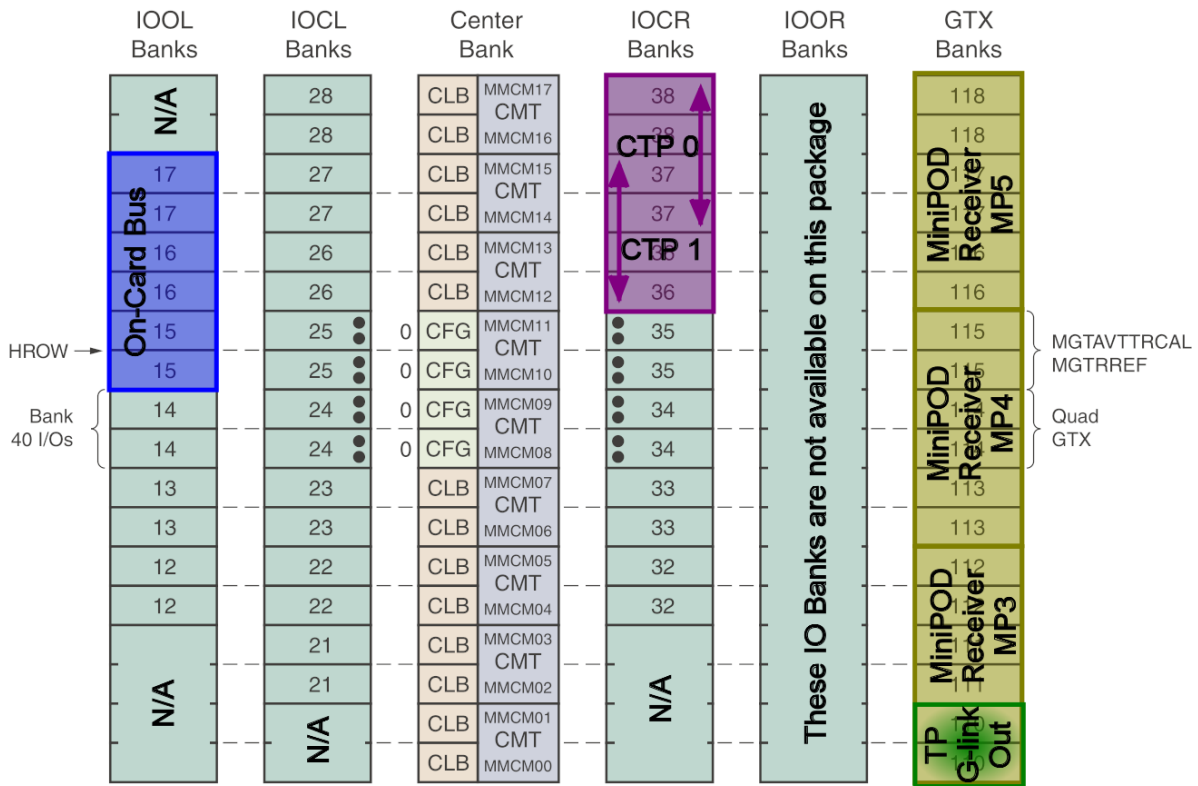 IOOL
Banks
IOCL
Banks
Center
Bank
IOCR
Banks
IOOR
Banks
GTX
Banks
N/A
17
17
16
16
15
15
14
14
13
13
12
12
N/A
On-Card Bus
HROW
Bank
40 I/Os
28
28
27
27
26
26
25
25
24
24
23
23
22
22
21
21
N/A
0
0
0
0
CLB
CLB
CLB
CLB
CLB
CLB
CFG
CFG
CFG
CFG
CLB
CLB
CLB
CLB
CLB
CLB
CLB
CLB
MMCM17
CMT
MMCM16
MMCM15
CMT
MMCM14
MMCM13
CMT
MMCM12
MMCM11
CMT
MMCM10
MMCM09
CMT
MMCM08
MMCM07
CMT
MMCM06
MMCM05
CMT
MMCM04
MMCM03
CMT
MMCM02
MMCM01
CMT
MMCM00
38
38
CTP 0
37
37
CTP 1
36
35
35
34
34
33
33
32
32
N/A
These IO Banks are not available on this package
118
118
116
115
115
113
113
112
MiniPOD
Receiver
MP5
MiniPOD
Receiver
MP4
MiniPOD
Receiver
MP3
TP
G-link
Out
MGTAVTTRCAL
MGTRREF
Quad
GTX